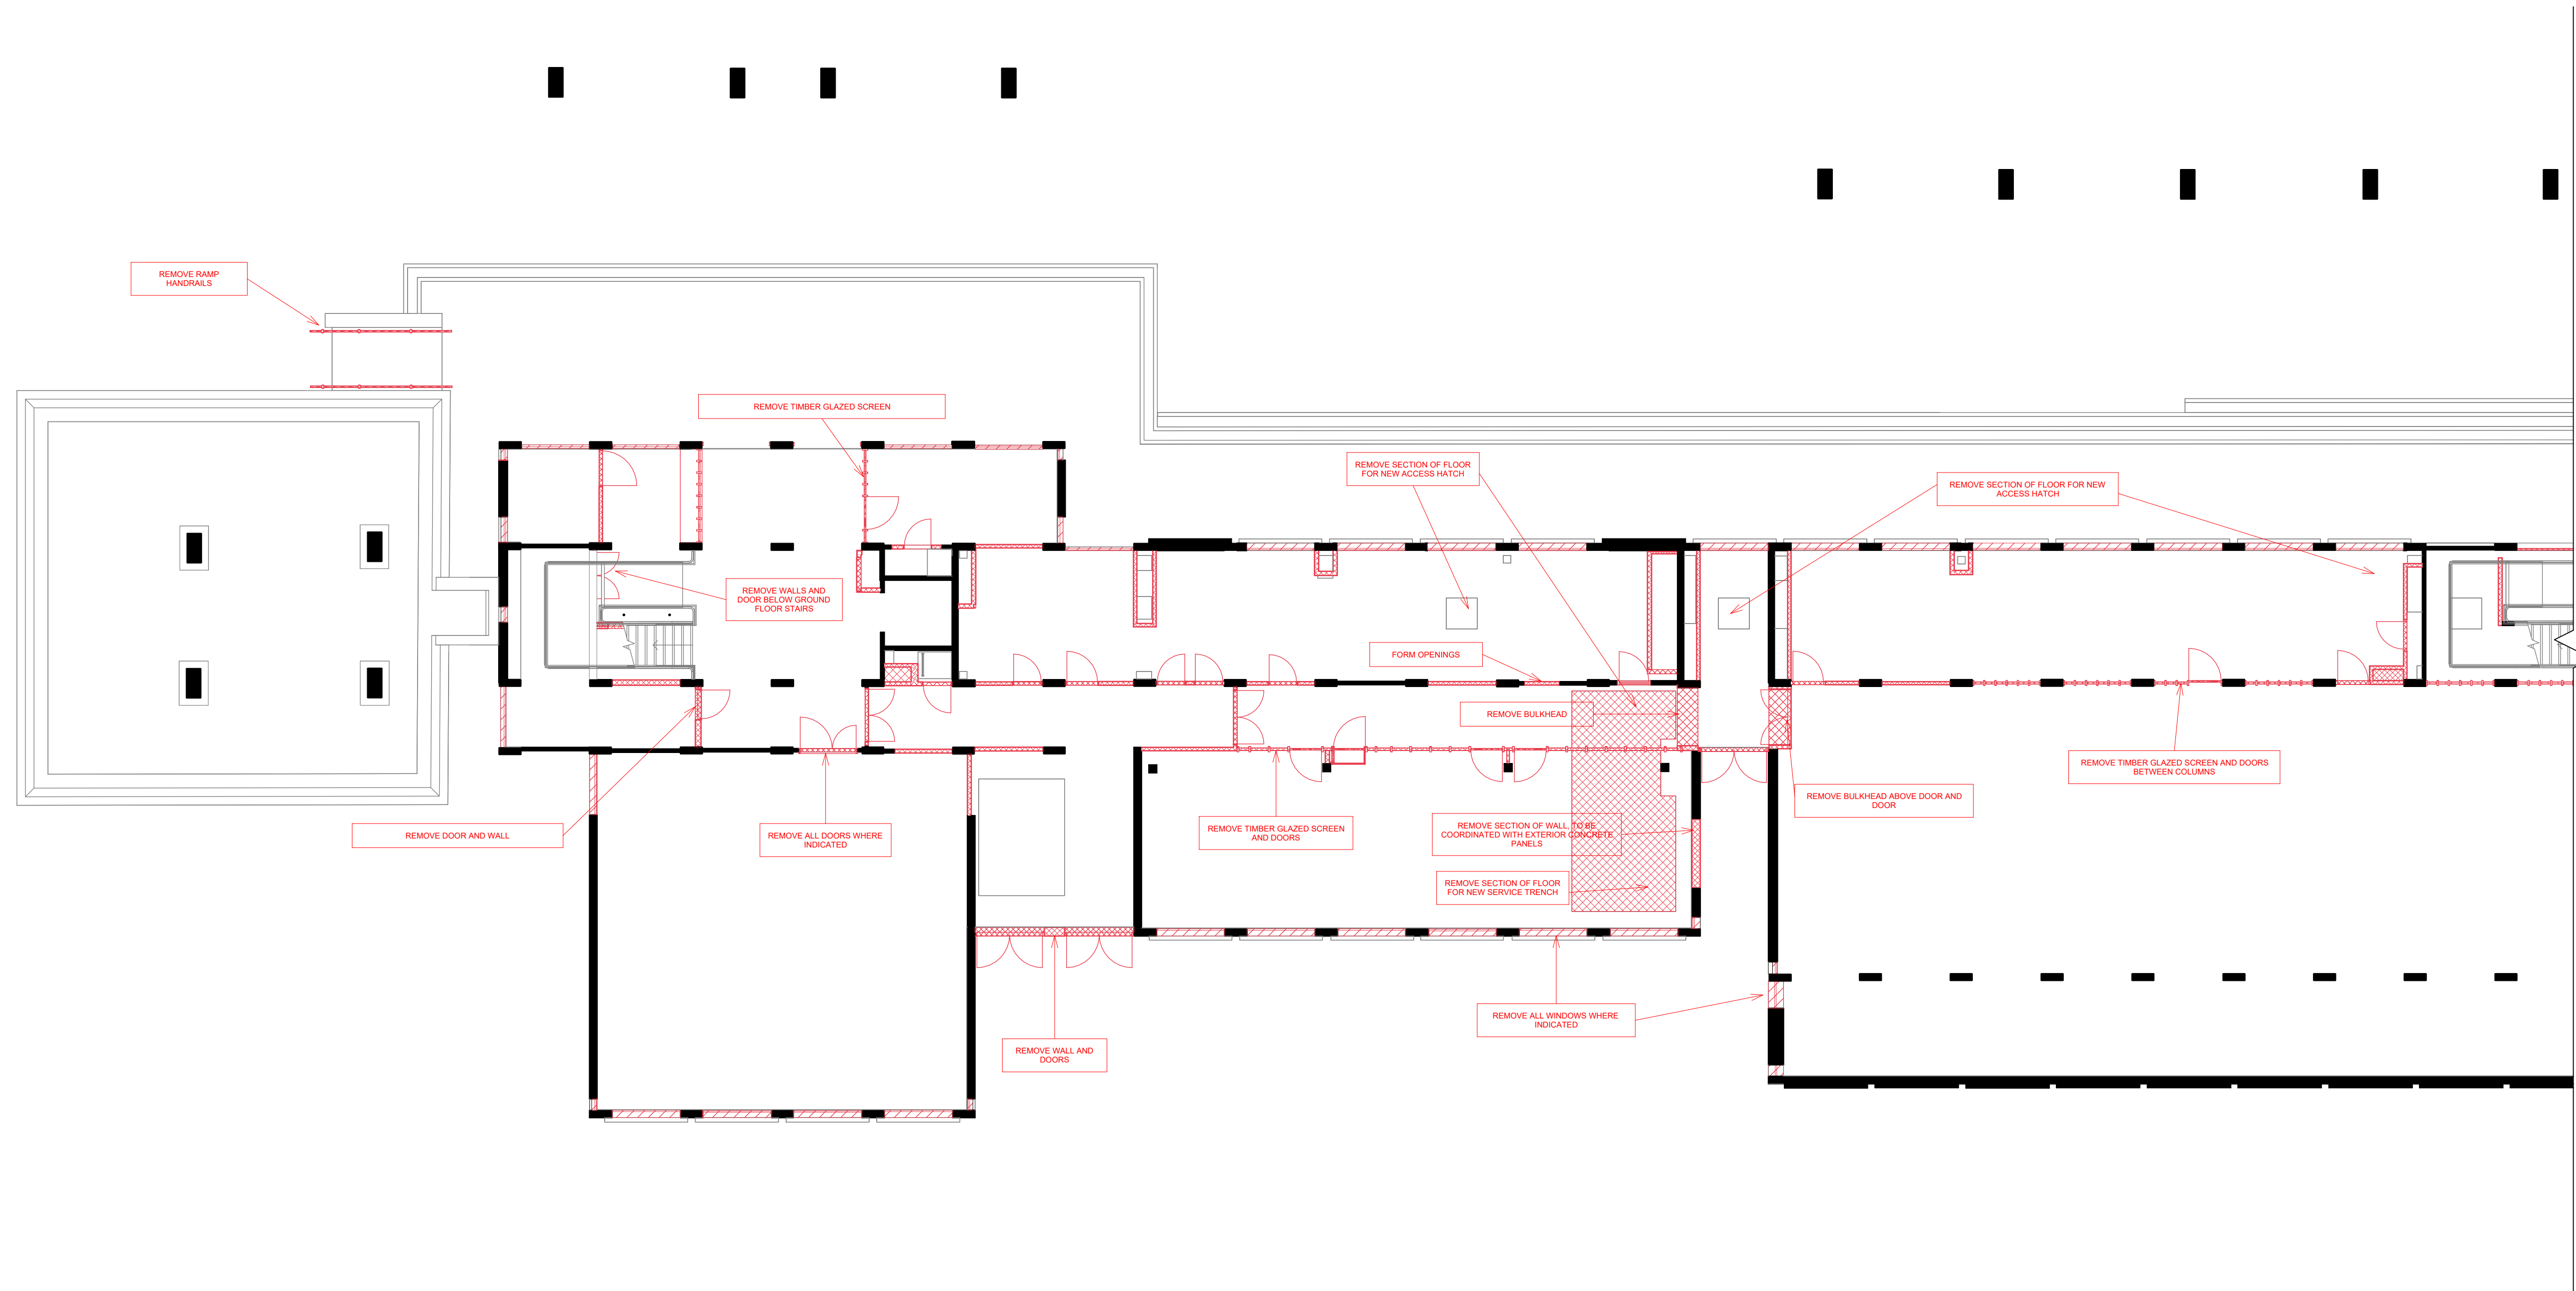 REMOVE RAMP
HANDRAILS
REMOVE TIMBER GLAZED SCREEN
REMOVE SECTION OF FLOOR
FOR NEW ACCESS HATCH
REMOVE SECTION OF FLOOR FOR NEW
ACCESS HATCH
REMOVE WALLS AND
DOOR BELOW GROUND
FLOOR STAIRS
FORM OPENINGS
REMOVE BULKHEAD
REMOVE TIMBER GLAZED SCREEN AND DOORS
BETWEEN COLUMNS
REMOVE BULKHEAD ABOVE DOOR AND
DOOR
REMOVE DOOR AND WALL
REMOVE ALL DOORS WHERE
INDICATED
REMOVE TIMBER GLAZED SCREEN
AND DOORS
REMOVE SECTION OF WALL, TO BE
COORDINATED WITH EXTERIOR CONCRETE
PANELS
REMOVE SECTION OF FLOOR
FOR NEW SERVICE TRENCH
REMOVE ALL WINDOWS WHERE
INDICATED
REMOVE WALL AND
DOORS